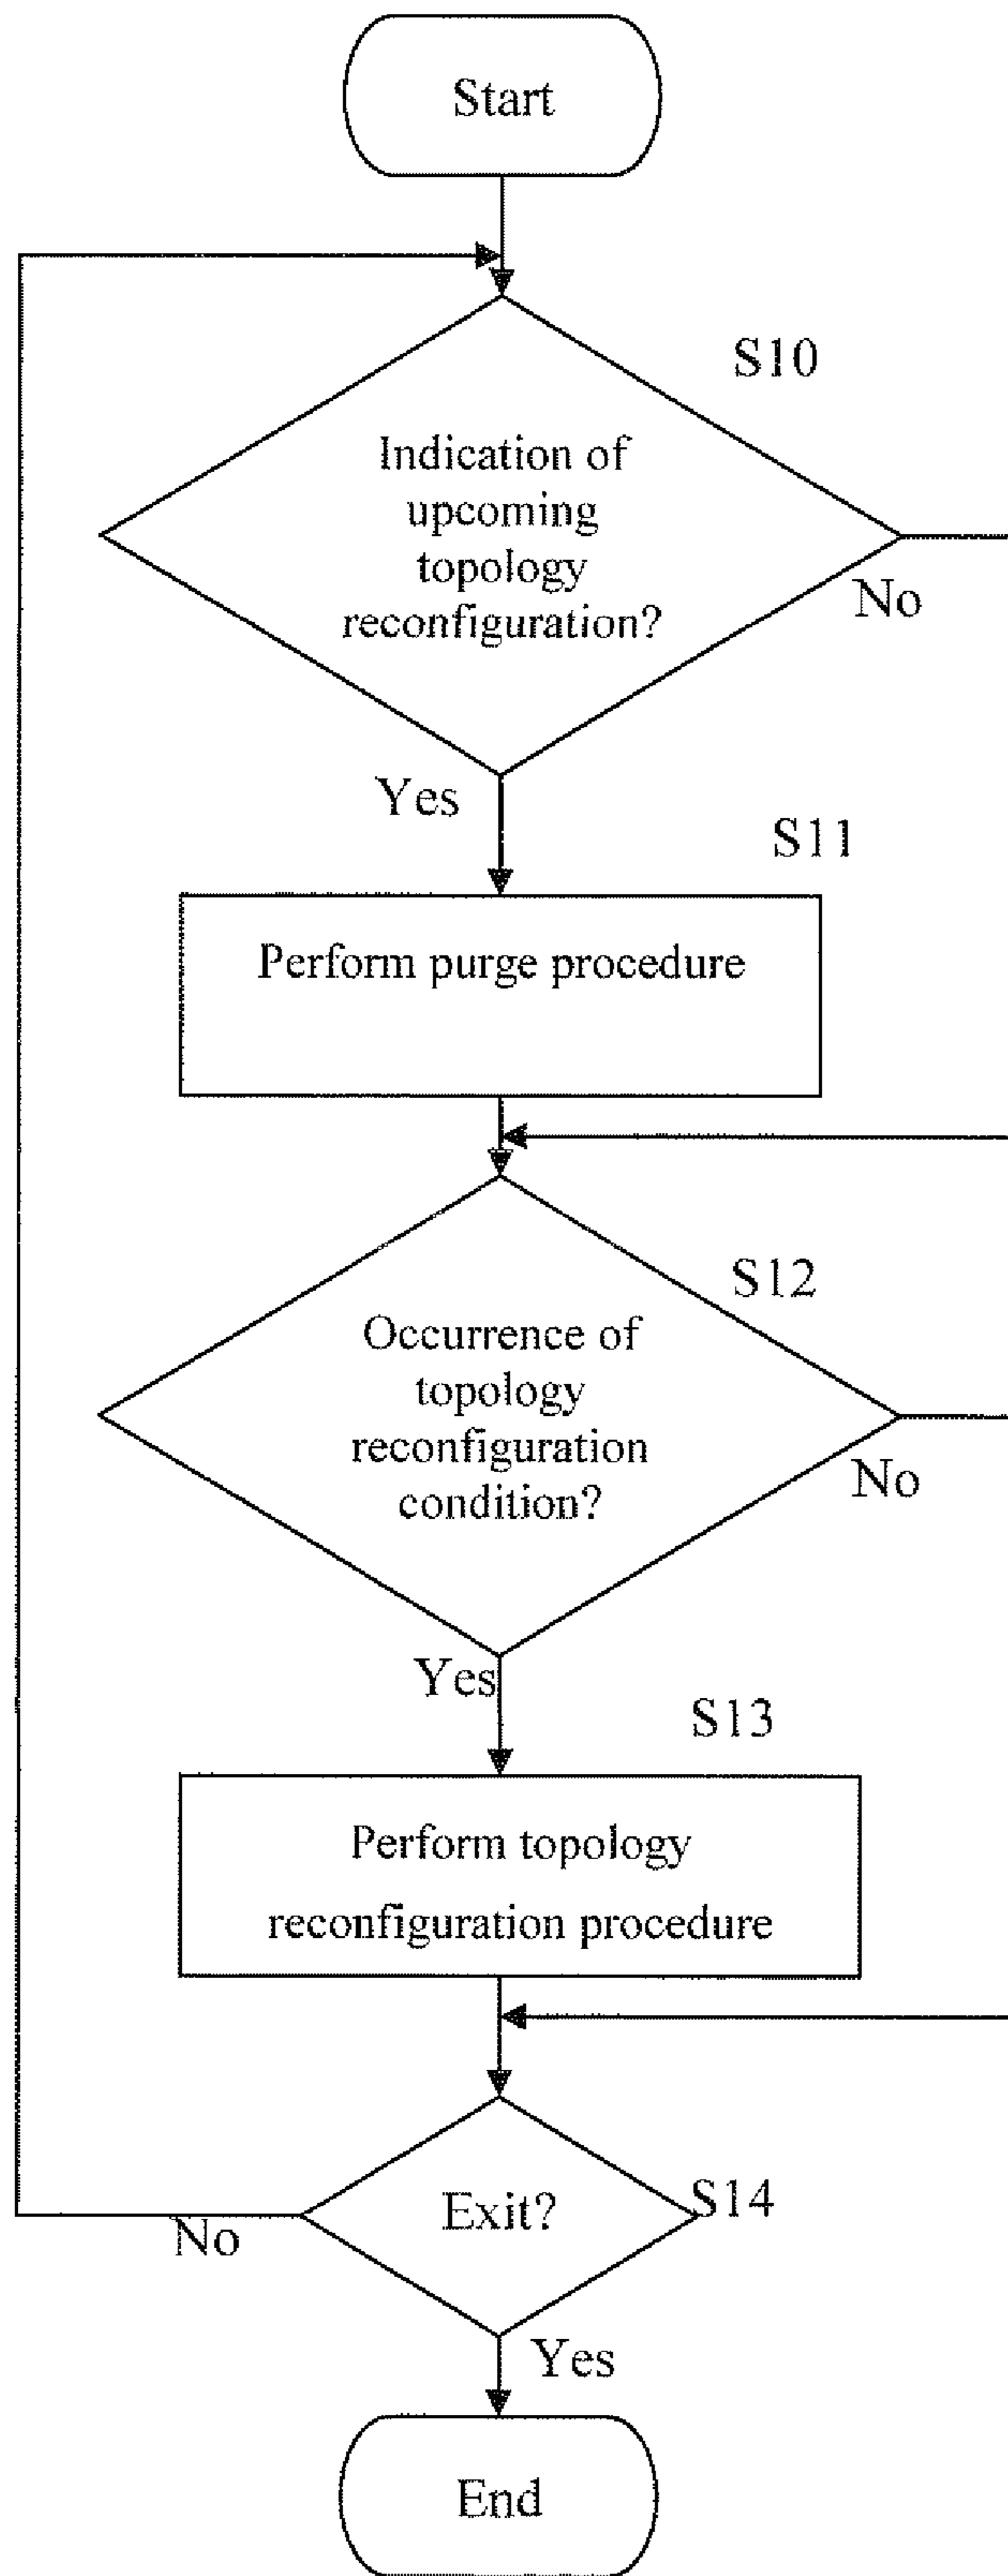 Start
S10
Indication of
upcoming
topology
reconfiguration?
No
Yes
S11
Perform purge procedure
S12
Occurrence of
topology
reconfiguration
condition?
No
Yes
S13
Perform topology
reconfiguration procedure
Exit?
S14
No
Yes
End